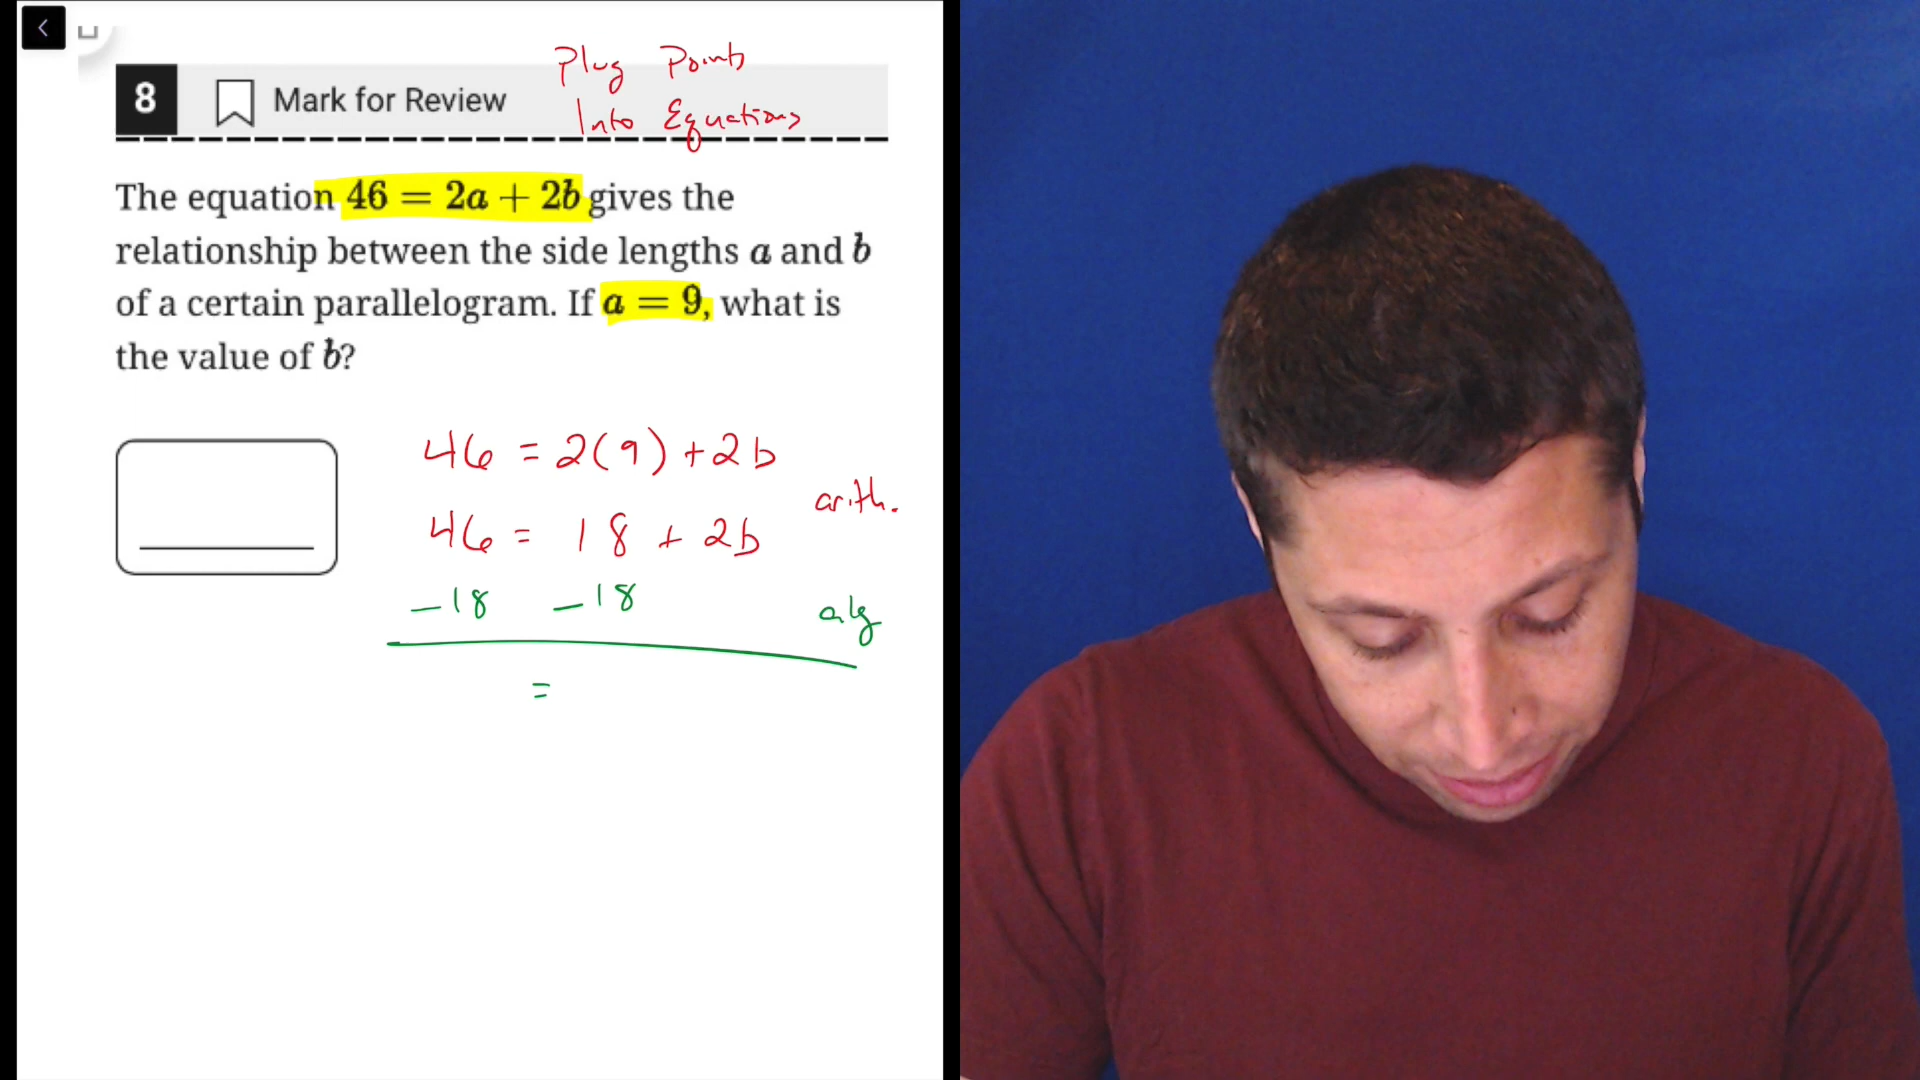 Plug Points
Into Equations
8 Mark for Review
The equation 46 = 2a + 2b gives the
relationship between the side lengths a and b
of a certain parallelogram. If a = 9, what is
the value of b?
46 = 2(9) + 2b
arith.
46 = 18 + 2b
-18 -18
alg
=